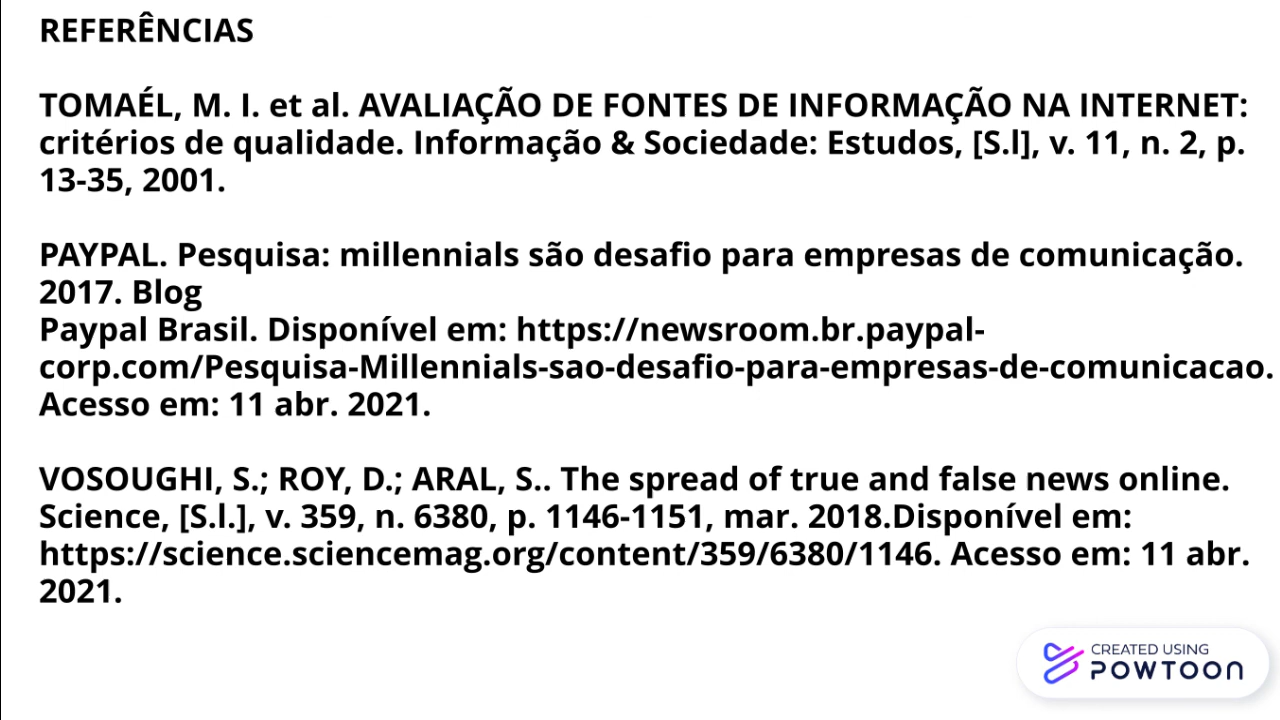 REFERÊNCIAS
TOMAÉL, M. I. et al. AVALIAÇÃO DE FONTES DE INFORMAÇÃO NA INTERNET:
critérios de qualidade. Informação & Sociedade: Estudos, [S.l], v. 11, n. 2, p.
13-35, 2001.
PAYPAL. Pesquisa: millennials são desafio para empresas de comunicação.
2017. Blog
Paypal Brasil. Disponível em: https://newsroom.br.paypal-
corp.com/Pesquisa-Millennials-sao-desafio-para-empresas-de-comunicacao.
Acesso em: 11 abr. 2021.
VOSOUGHI, S.; ROY, D.; ARAL, S.. The spread of true and false news online.
Science, [S.l.], v. 359, n. 6380, p. 1146-1151, mar. 2018.Disponível em:
https://science.sciencemag.org/content/359/6380/1146. Acesso em: 11 abr.
2021.
CREATED USING
POWTOON